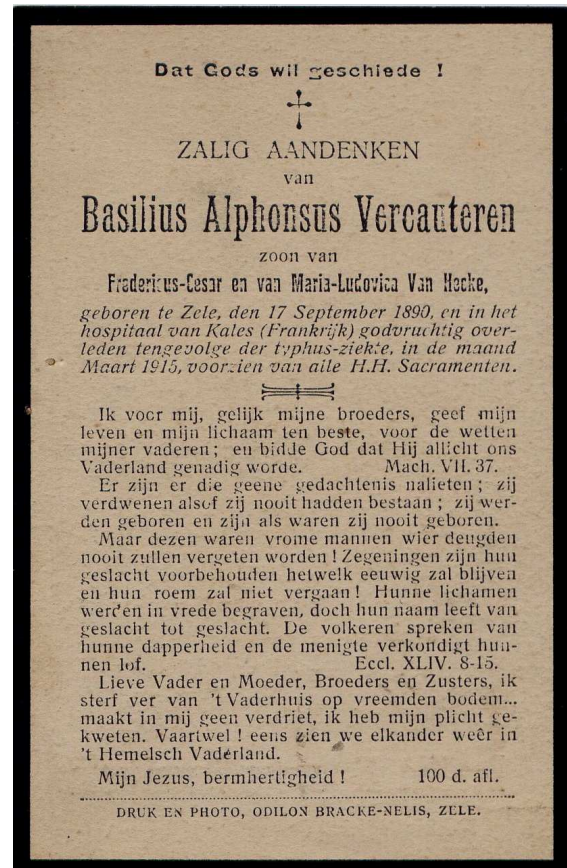 Dat Gods wil geschiede !
ZALIG AANDENKEN
van
Basilius Alphonsus Vercauteren
zoon van
Fredericus-Cesar en van Maria-Ludovica Van Hecke,
geboren te Zele, den 17 September 1890, en in het
hospitaal van Kales (Frankrijk) godvruchtig over-
leden tengevolge der typhus-ziekte, in de maand
Maart 1915, voorzien van alle H.H. Sacramenten.
Ik voor mij, gelijk mijne broeders, geef mijn
leven en mijn lichaam ten beste, voor de wetten
mijner vaderen ; en bidde God dat Hij allicht ons
Vaderland genadig worde. Mach. VII. 37.
Er zijn er die geene gedachtenis nalieten ; zij
verdwenen alsof zij nooit hadden bestaan ; zij wer-
den geboren en zijn als waren zij nooit geboren.
Maar dezen waren vrome mannen wier deugden
nooit zullen vergeten worden ! Zegeningen zijn hun
geslacht voorbehouden hetwelk eeuwig zal blijven
en hun roem zal niet vergaan ! Hunne lichamen
werden in vrede begraven, doch hun naam leeft van
geslacht tot geslacht. De volkeren spreken van
hunne dapperheid en de menigte verkondigt hun-
nen lof. Eccl. XLIV. 8-15.
Lieve Vader en Moeder, Broeders en Zusters, ik
sterf ver van 't Vaderhuis op vreemden bodem...
maakt in mij geen verdriet, ik heb mijn plicht ge-
kweten. Vaartwel ! eens zien we elkander weêr in
't Hemelsch Vaderland.
Mijn Jezus, bermhertigheid ! 100 d. afl.
DRUK EN PHOTO, ODILON BRACKE-NELIS, ZELE.